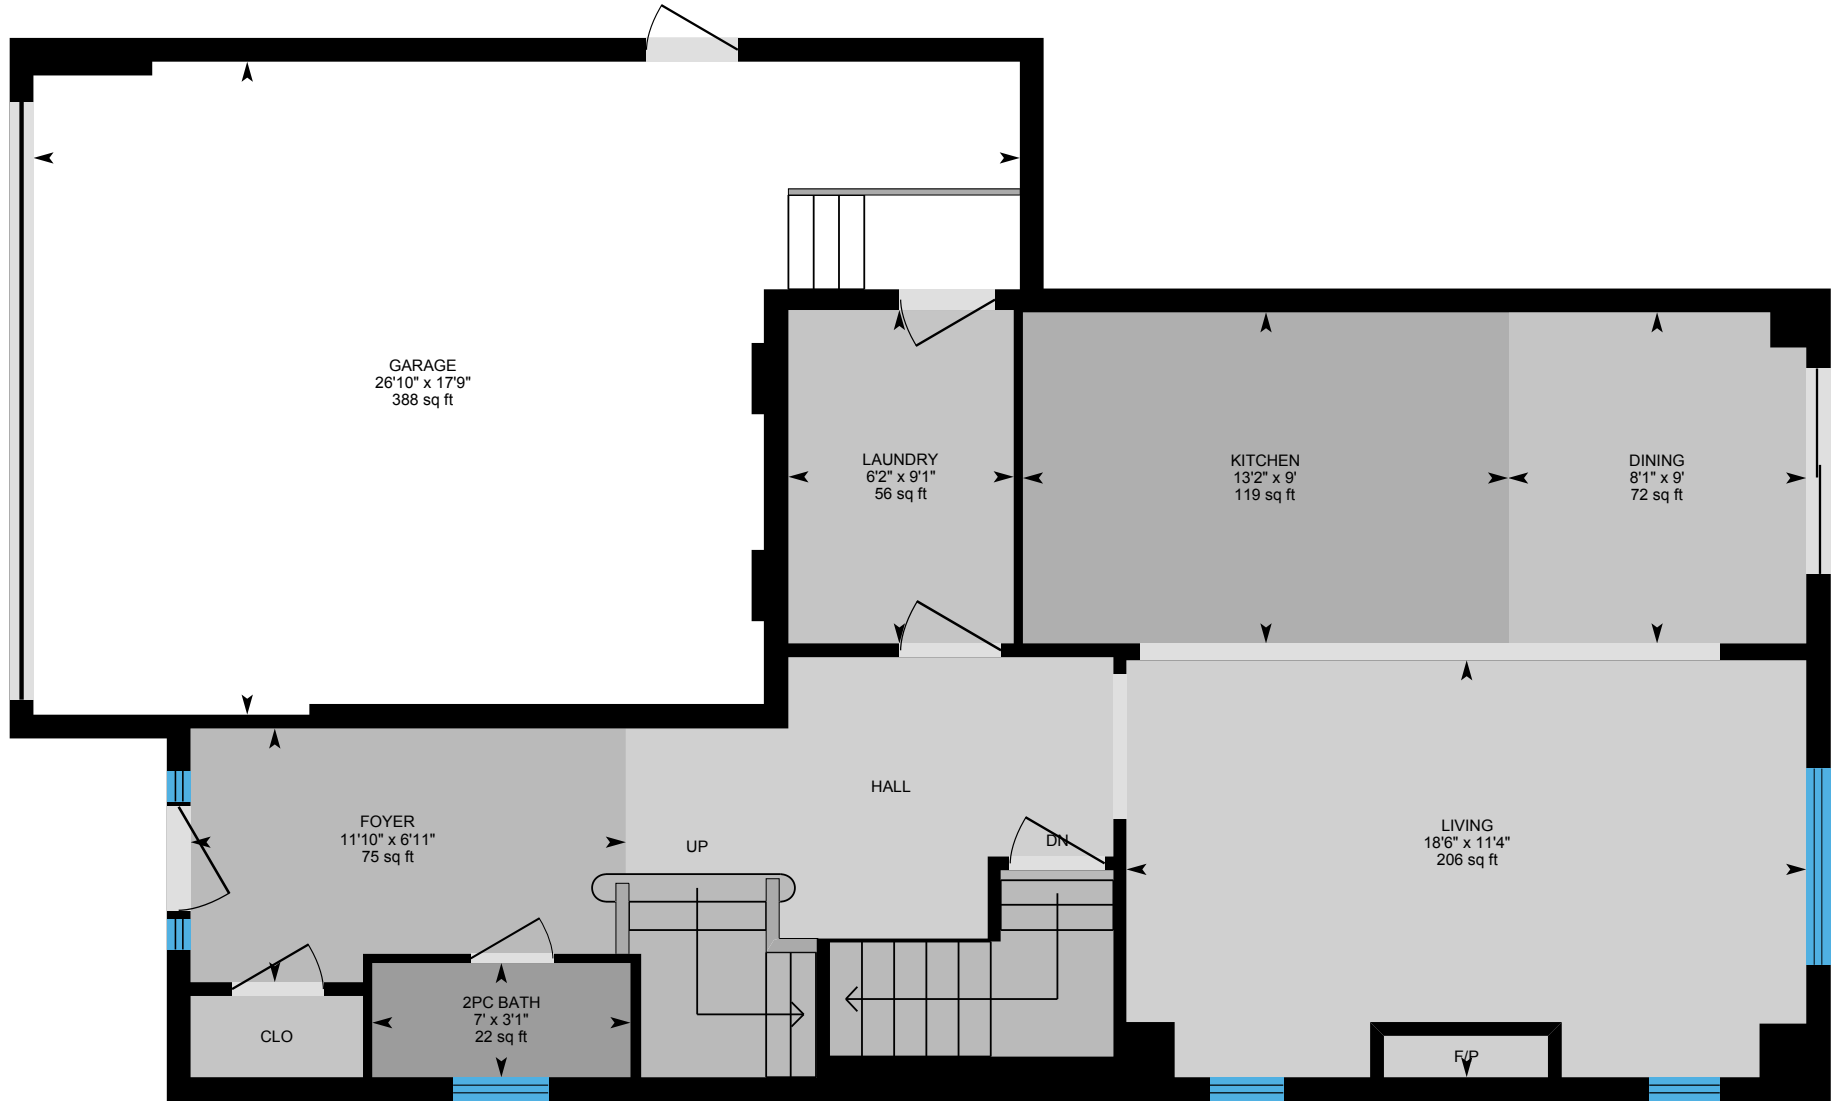 GARAGE
26'10" x 17'9"
388 sq ft
LAUNDRY
6'2" x 9'1"
56 sq ft
KITCHEN
13'2" x 9'
119 sq ft
DINING
8'1" x 9'
72 sq ft
HALL
FOYER
11'10" x 6'11"
75 sq ft
UP
DN
LIVING
18'6" x 11'4"
206 sq ft
2PC BATH
7' x 3'1"
22 sq ft
CLO
F/P